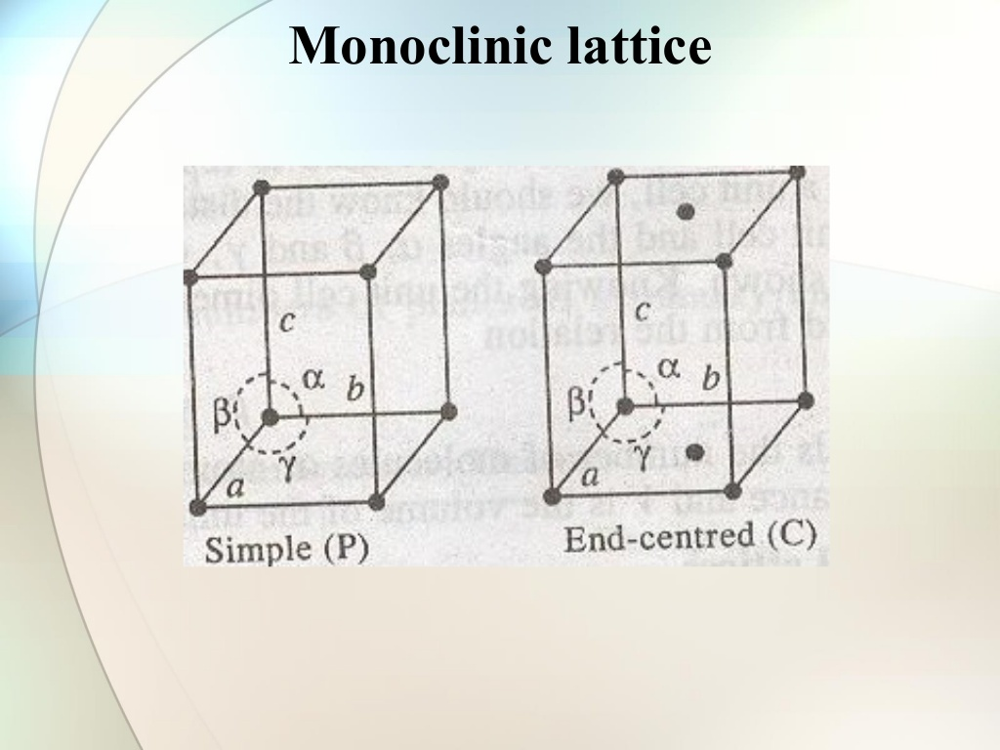 Monoclinic lattice
c
c
α
b
β
γ
a
α
b
β
γ
a
Simple (P)
End-centred (C)